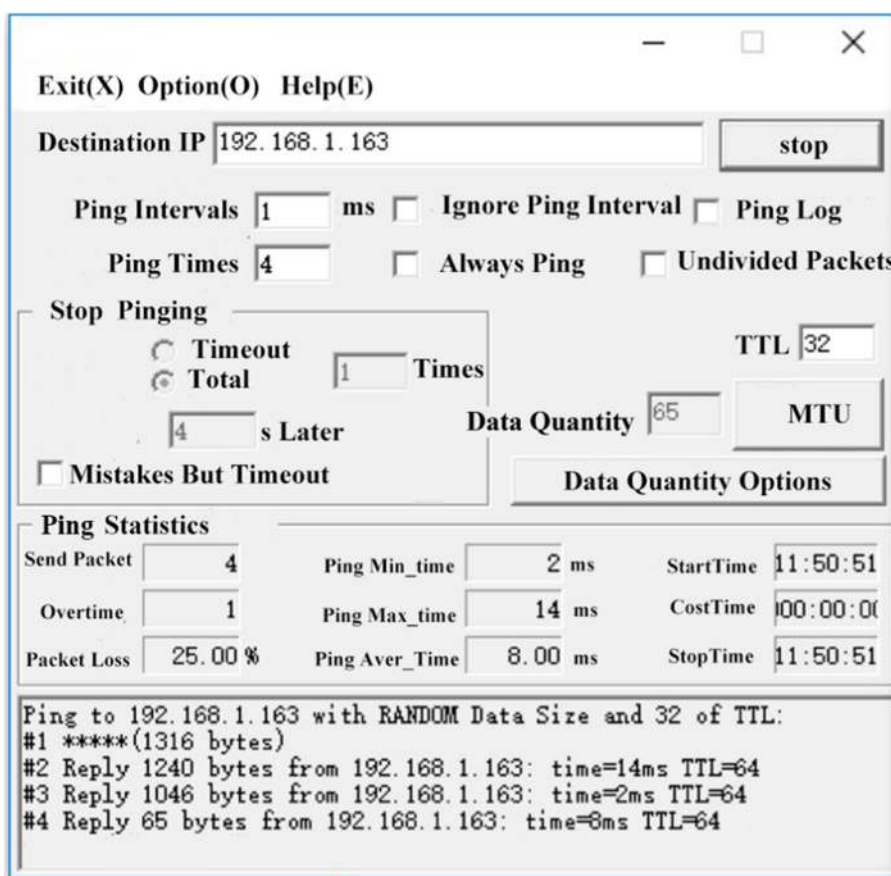 Exit(X) Option(O) Help(E)
Destination IP 192.168.1.163 stop
Ping Intervals 1 ms Ignore Ping Interval Ping Log
Ping Times 4 Always Ping Undivided Packets
Stop Pinging
Timeout
Total 1 Times
TTL 32
4 s Later
Data Quantity 65 MTU
Mistakes But Timeout
Data Quantity Options
Ping Statistics
Send Packet 4 Ping Min_time 2 ms StartTime 11:50:51
Overtime 1 Ping Max_time 14 ms CostTime 000:00:00
Packet Loss 25.00 % Ping Aver_Time 8.00 ms StopTime 11:50:51
Ping to 192.168.1.163 with RANDOM Data Size and 32 of TTL:
#1 *****(1316 bytes)
#2 Reply 1240 bytes from 192.168.1.163: time=14ms TTL=64
#3 Reply 1046 bytes from 192.168.1.163: time=2ms TTL=64
#4 Reply 65 bytes from 192.168.1.163: time=8ms TTL=64